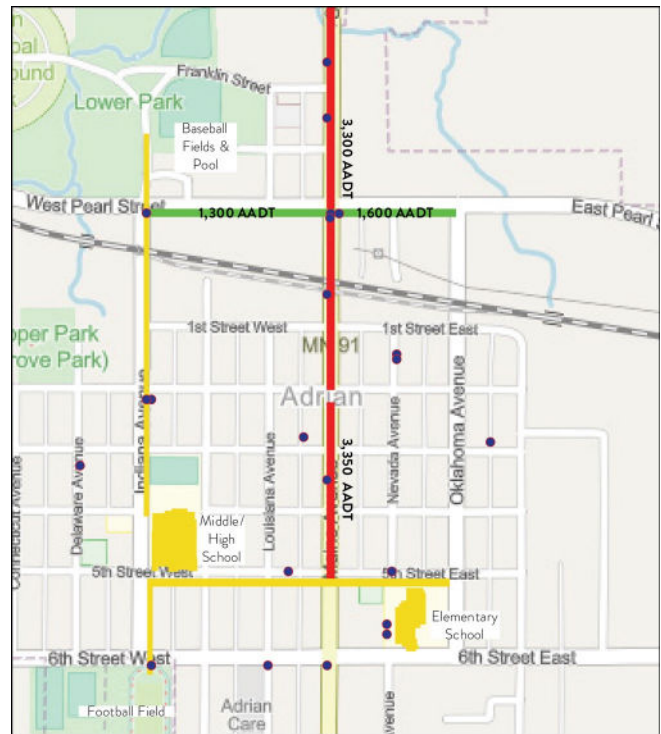 Franklin Street
Lower Park
Baseball
Fields &
Pool
3,300 AADT
West Pearl Street
1,300 AADT
1,600 AADT
East Pearl
1st Street West
1st Street East
MN 91
Park
Adrian
Indiana Avenue
Oklahoma Avenue
Nevada Avenue
Louisiana Avenue
Delaware Avenue
Connecticut Avenue
3,350 AADT
Middle/
High
School
5th Street West
5th Street East
Elementary
School
6th Street West
6th Street East
Football Field
Adrian
Care